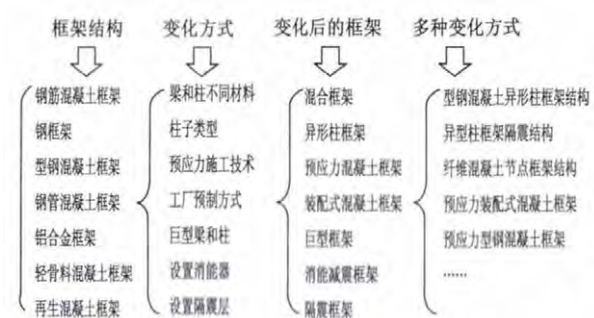 框架结构
变化方式
变化后的框架
多种变化方式
钢筋混凝土框架
钢框架
型钢混凝土框架
钢管混凝土框架
铝合金框架
轻骨料混凝土框架
再生混凝土框架
梁和柱不同材料
柱子类型
预应力施工技术
工厂预制方式
巨型梁和柱
设置消能器
设置隔震层
混合框架
异形柱框架
预应力混凝土框架
装配式混凝土框架
巨型框架
消能减震框架
隔震框架
型钢混凝土异形柱框架结构
异型柱框架隔震结构
纤维混凝土节点框架结构
预应力装配式混凝土框架
预应力型钢混凝土框架
……